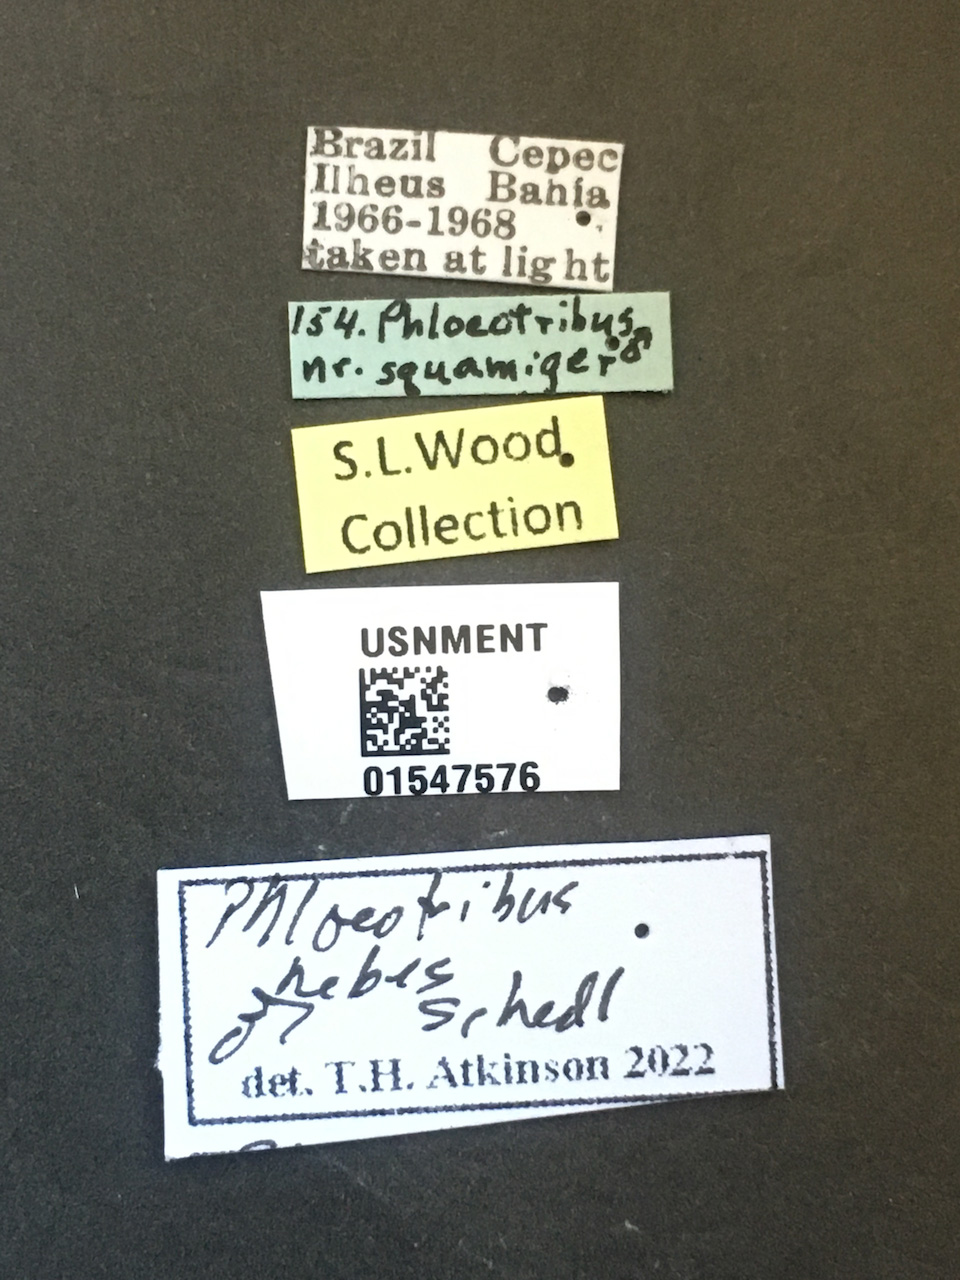 Brazil Cepec
Ilheus Bahia
1966-1968
taken at light
154. Phloeotribus
nr. squamiger ♂
S.L.Wood
Collection
USNMENT
01547576
Phloeotribus
hebes
♂ Schedl
det. T.H. Atkinson 2022